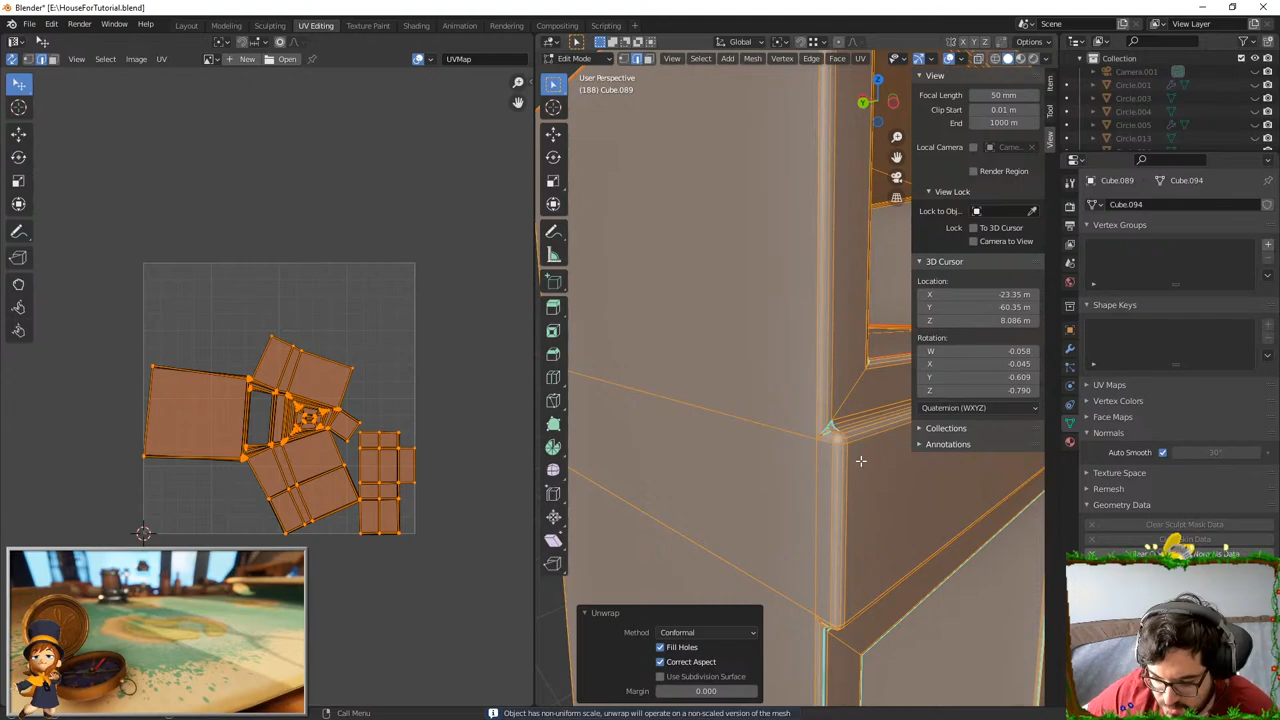 Blender* [E:\HouseForTutorial.blend]
File Edit Render Window Help Layout Modeling Sculpting UV Editing Texture Paint Shading Animation Rendering Compositing Scripting Scene View Layer
Global Options
View Select Image UV New Open UVMap Edit Mode View Select Add Mesh Vertex Edge Face UV
User Perspective
(188) Cube.089
View
Focal Length 50 mm
Clip Start 0.01 m
End 1000 m
Local Camera Came...
Render Region
View Lock
Lock to Obj...
To 3D Cursor
Camera to View
3D Cursor
Location:
X -23.35 m
Y -60.35 m
Z 8.086 m
Rotation:
W -0.058
X -0.045
Y -0.609
Z -0.790
Quaternion (WXYZ)
Collections
Annotations
Item
Tool
View
Collection
Camera.001
Circle.001
Circle.003
Circle.004
Circle.005
Circle.013
Cube.089 Cube.094
Cube.094
Vertex Groups
Shape Keys
UV Maps
Vertex Colors
Face Maps
Normals
Auto Smooth 30°
Texture Space
Remesh
Geometry Data
Clear Sculpt Mask Data
Unwrap
Method Conformal
Fill Holes
Correct Aspect
Use Subdivision Surface
Margin 0.000
Call Menu
Object has non-uniform scale, unwrap will operate on a non-scaled version of the mesh